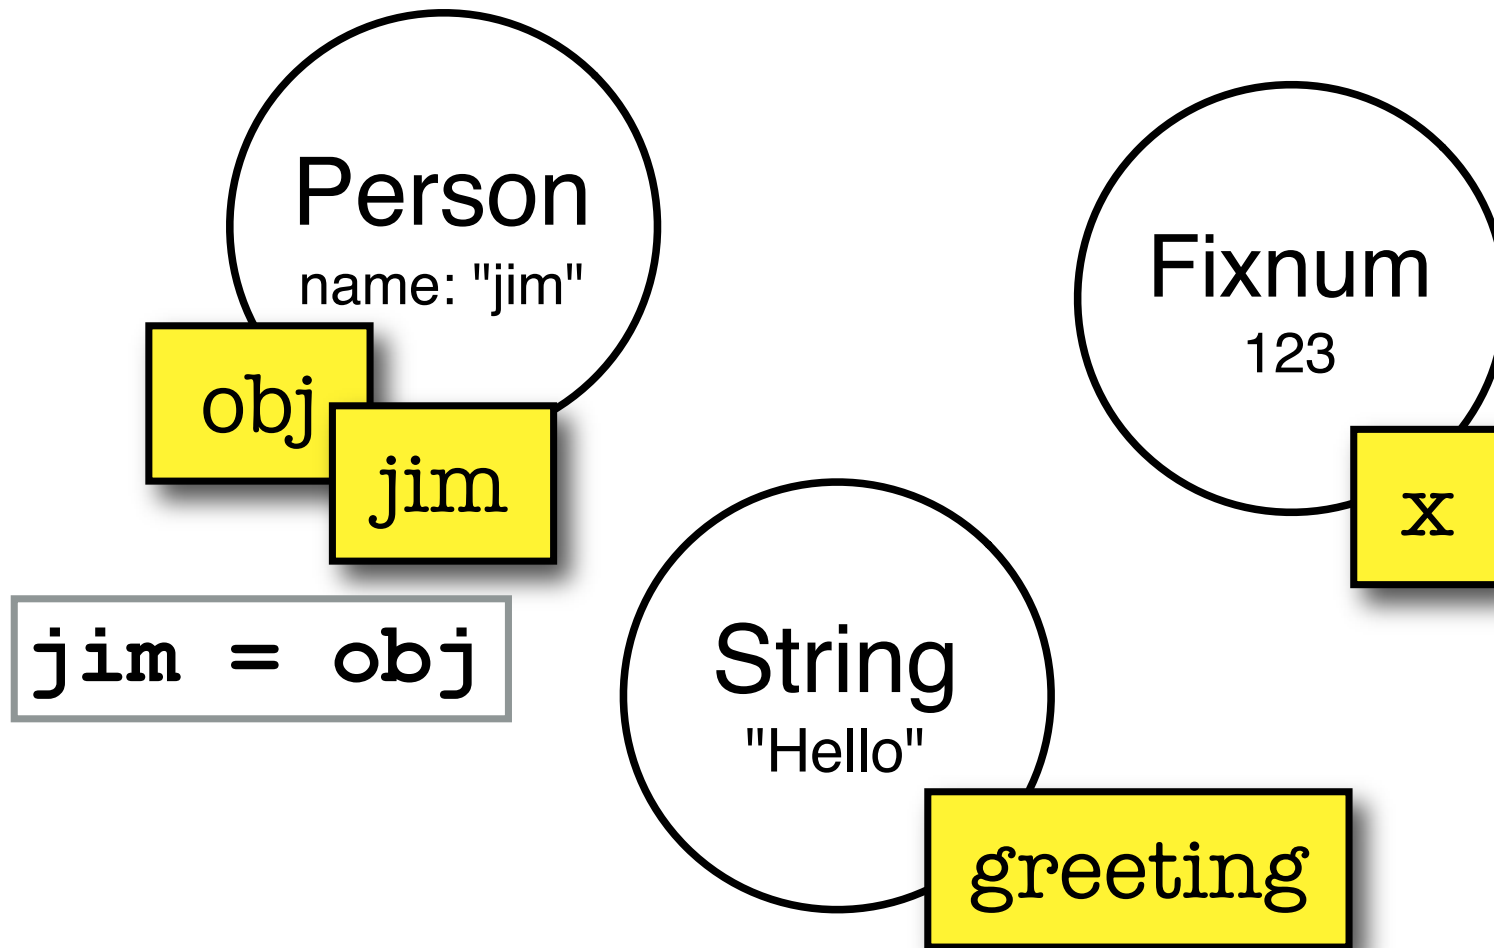 Person
name: "jim"
obj
jim
jim = obj
Fixnum
123
x
String
"Hello"
greeting